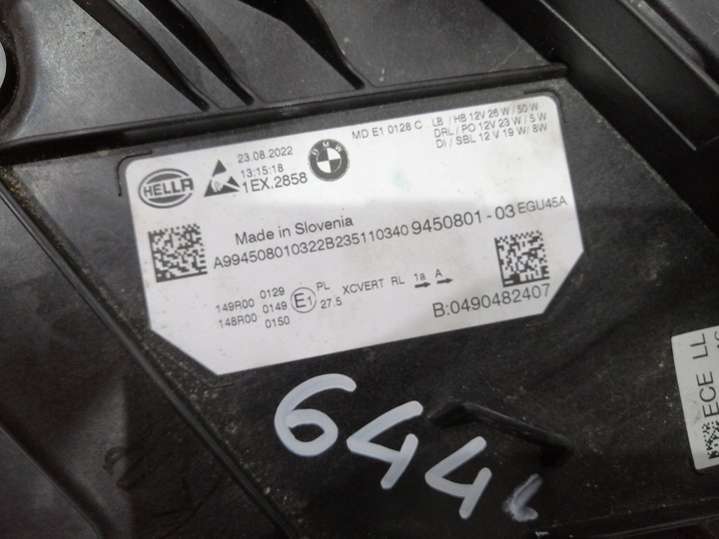 HELLA
23.08.2022
13:15:18
1EX.2858
BMW
MD E1 0128 C
LB / HB 12V 26 W / 50 W
DRL / PO 12V 23 W / 5 W
DI / SBL 12 V 19 W / 8W
Made in Slovenia
A994508010322B235110340 9450801 - 03 EGU45A
149R00 0129
148R00 0149
0150
E1
PL
27.5
XCVERT RL 1a A
B:0490482407
ECE LL
644